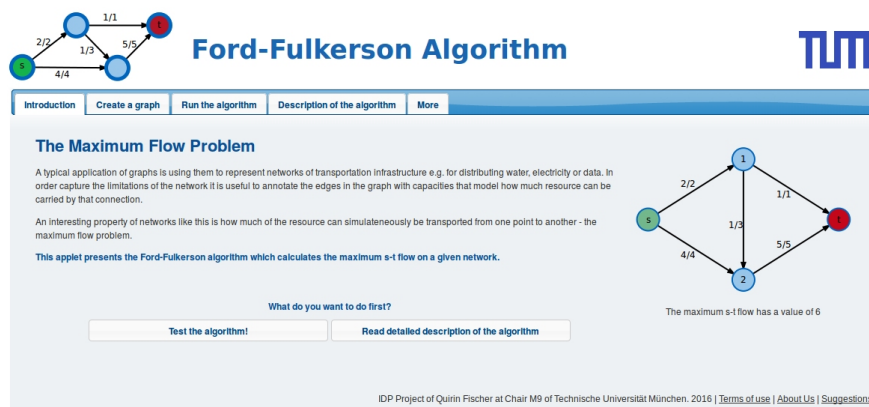 1/1
t
2/2
1/3
5/5
s
4/4
Ford-Fulkerson Algorithm
TUM
Introduction
Create a graph
Run the algorithm
Description of the algorithm
More
The Maximum Flow Problem
A typical application of graphs is using them to represent networks of transportation infrastructure e.g. for distributing water, electricity or data. In
order capture the limitations of the network it is useful to annotate the edges in the graph with capacities that model how much resource can be
carried by that connection.
An interesting property of networks like this is how much of the resource can simulateneously be transported from one point to another - the
maximum flow problem.
This applet presents the Ford-Fulkerson algorithm which calculates the maximum s-t flow on a given network.
1
2/2
1/1
s
1/3
t
4/4
5/5
2
The maximum s-t flow has a value of 6
What do you want to do first?
Test the algorithm!
Read detailed description of the algorithm
IDP Project of Quirin Fischer at Chair M9 of Technische Universität München. 2016 | Terms of use | About Us | Suggestions